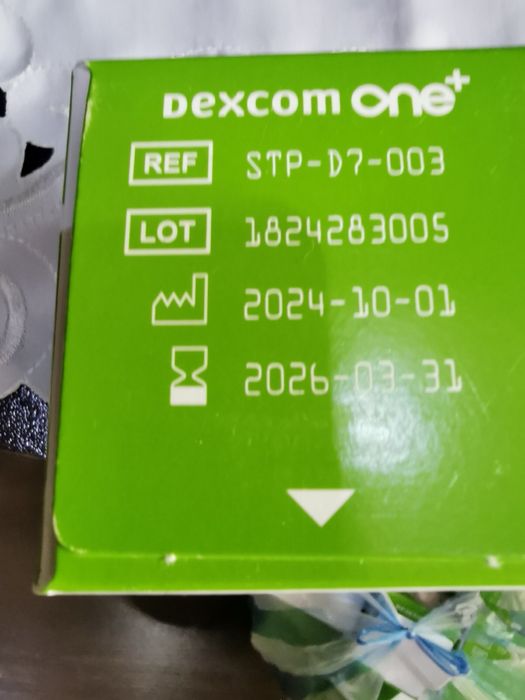 Dexcom one+
REF STP-D7-003
LOT 1824283005
2024-10-01
2026-03-31